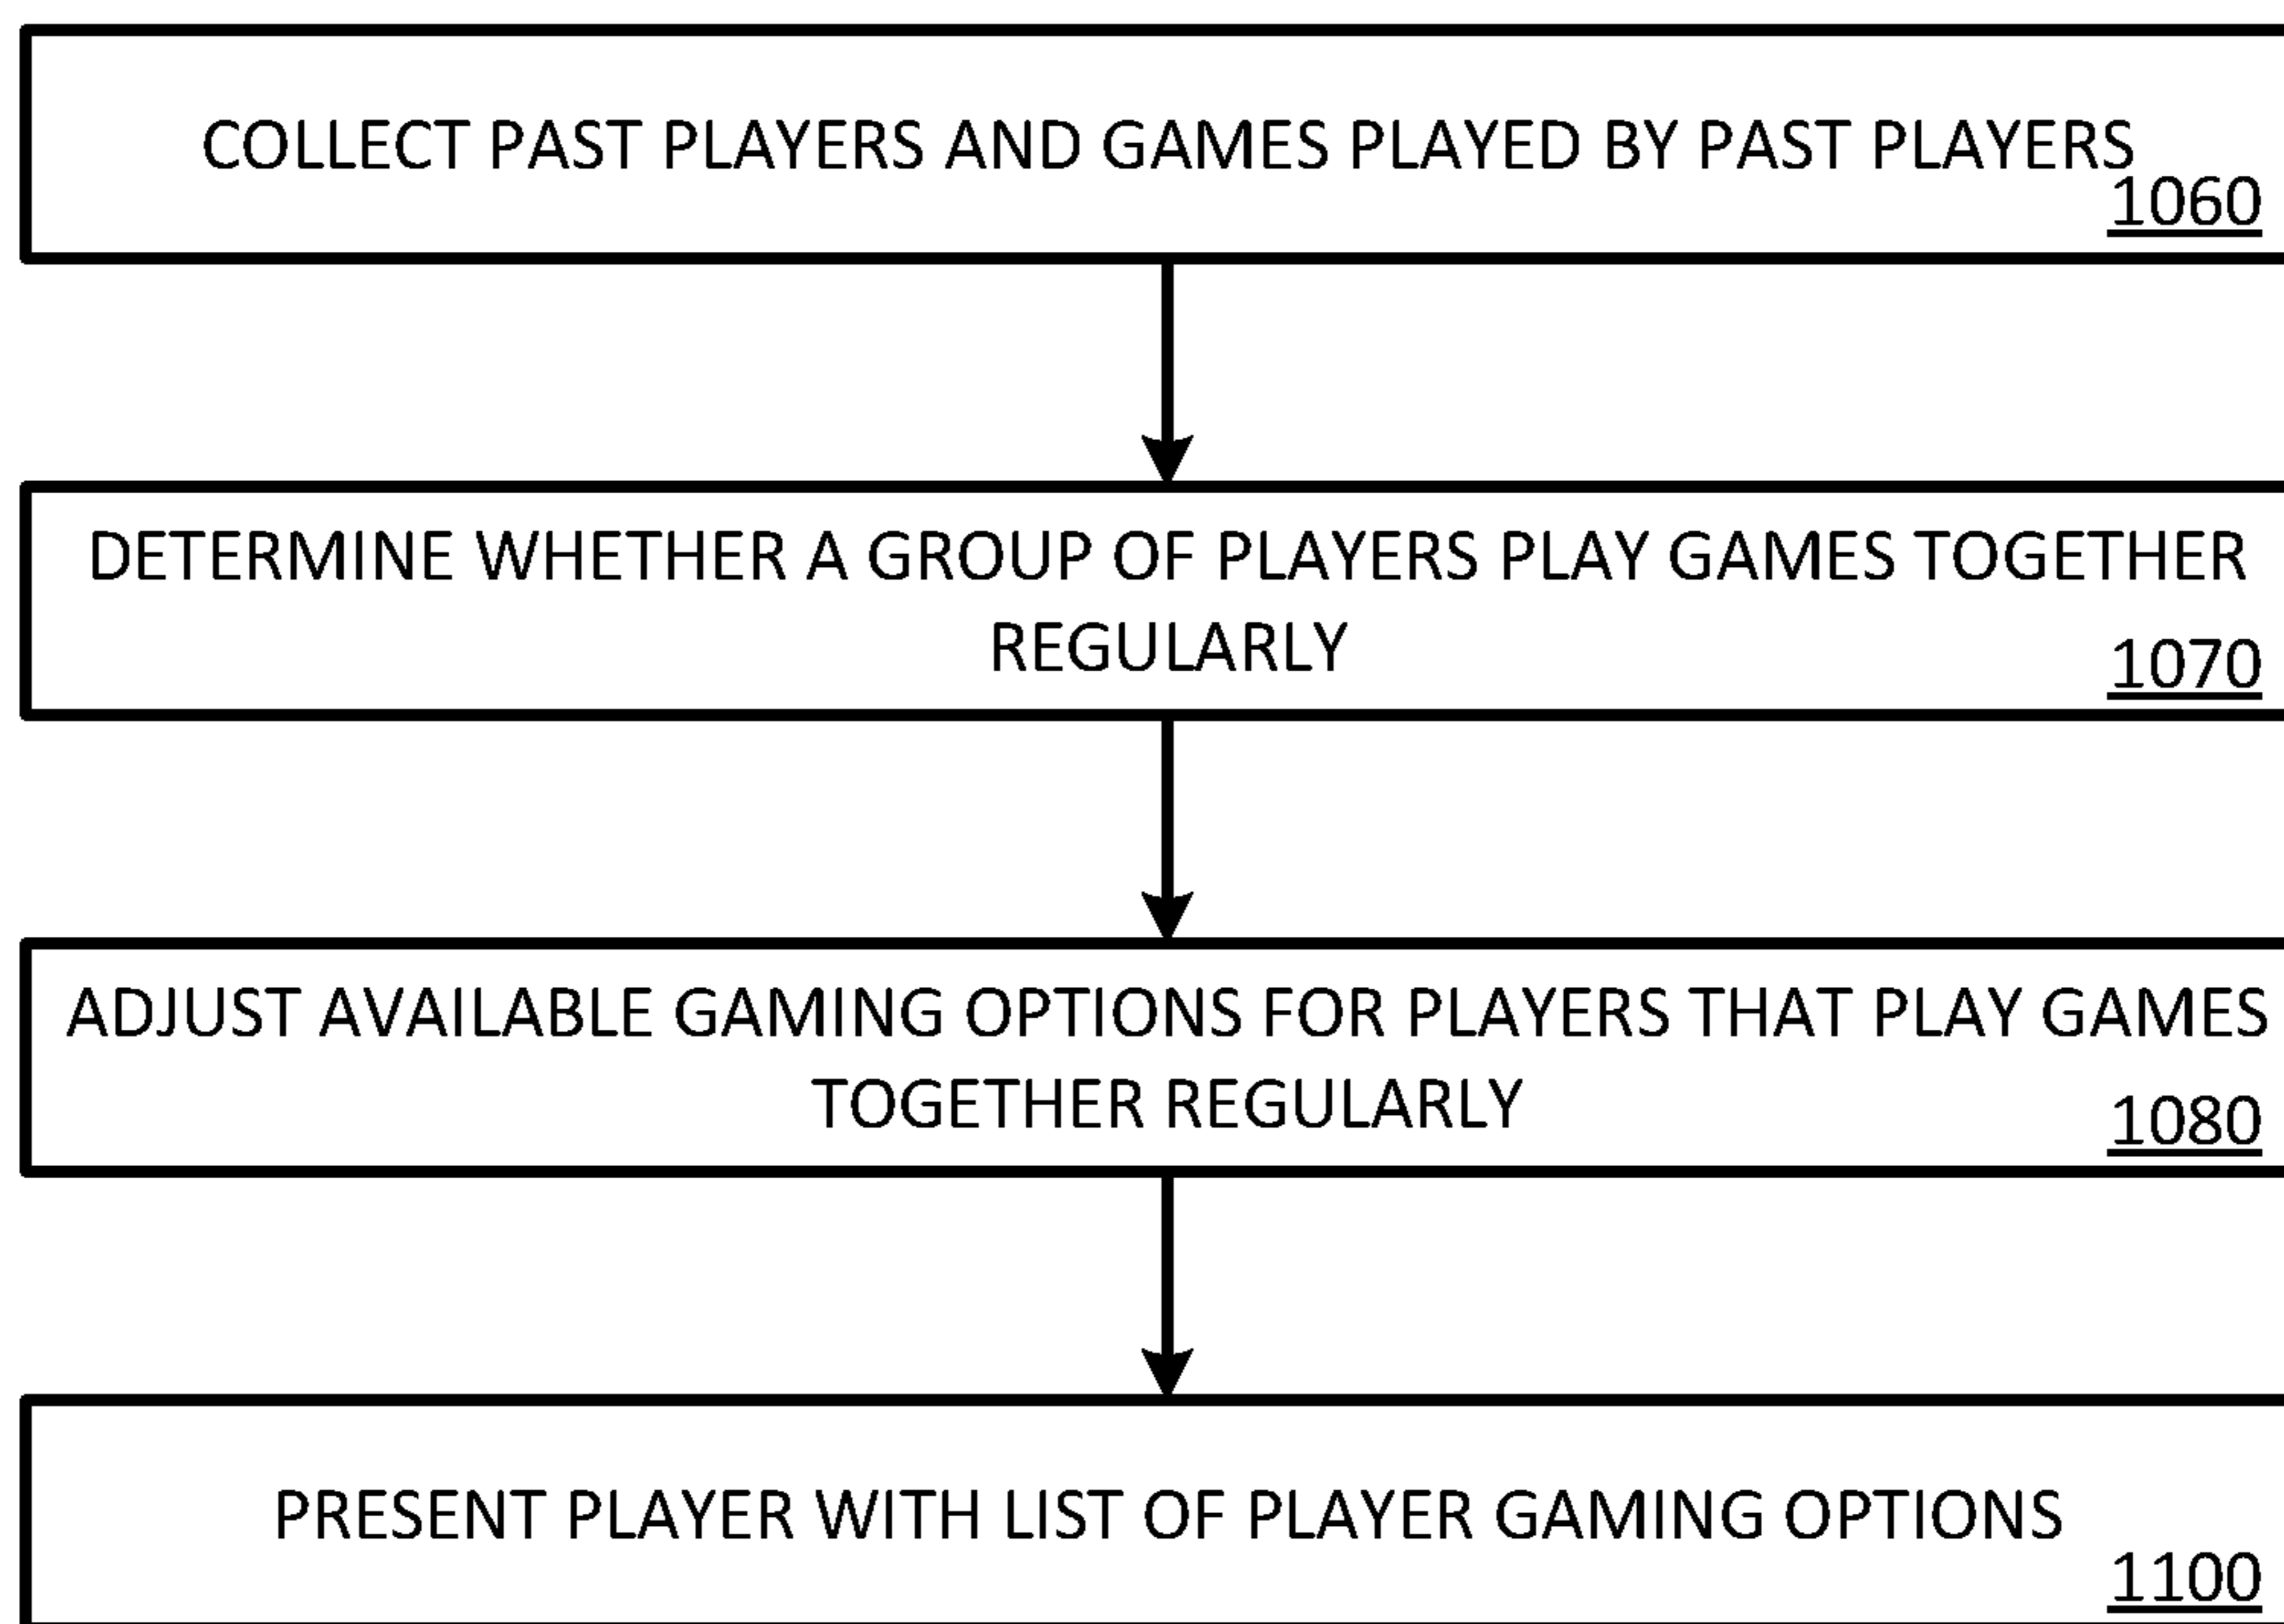 COLLECT PAST PLAYERS AND GAMES PLAYED BY PAST PLAYERS
1060
DETERMINE WHETHER A GROUP OF PLAYERS PLAY GAMES TOGETHER
REGULARLY
1070
ADJUST AVAILABLE GAMING OPTIONS FOR PLAYERS THAT PLAY GAMES
TOGETHER REGULARLY
1080
PRESENT PLAYER WITH LIST OF PLAYER GAMING OPTIONS
1100